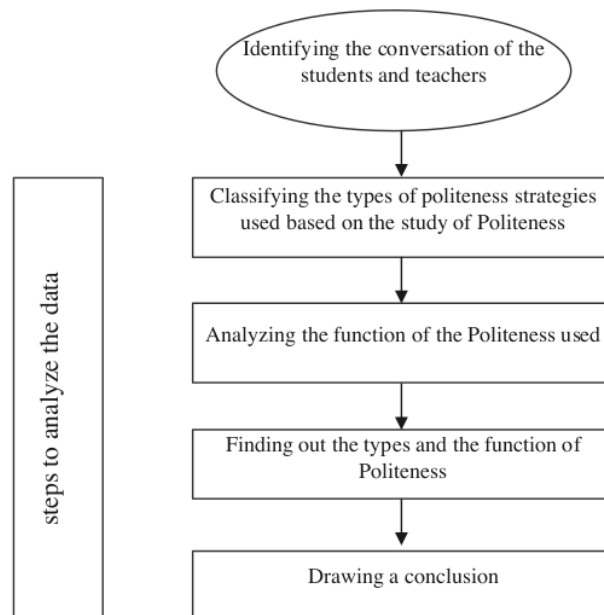 Identifying the conversation of the
students and teachers
Classifying the types of politeness strategies
used based on the study of Politeness
steps to analyze the data
Analyzing the function of the Politeness used
Finding out the types and the function of
Politeness
Drawing a conclusion